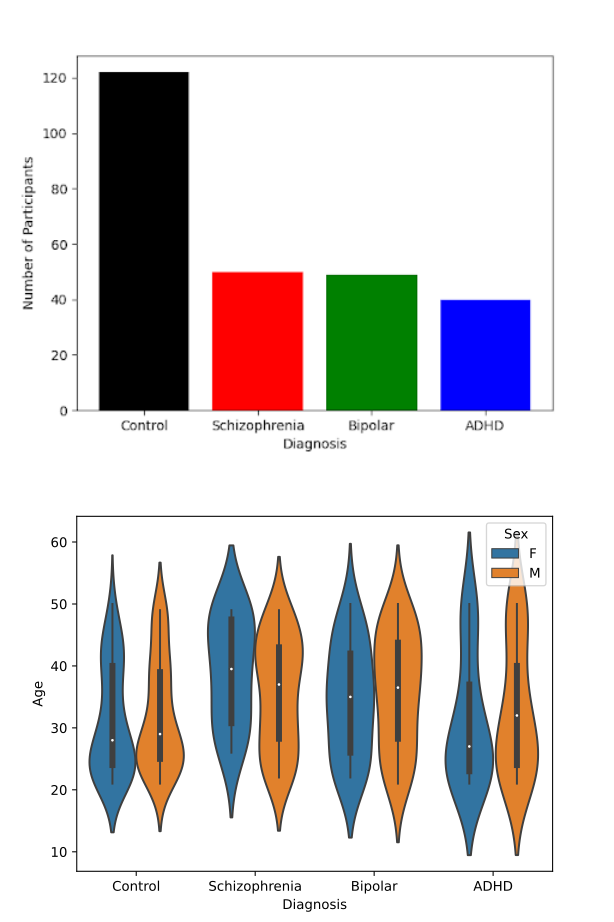 120
100
80
60
40
20
0
Number of Participants
Control Schizophrenia Bipolar ADHD
Diagnosis
60
50
40
30
20
10
Age
Sex
F
M
Control Schizophrenia Bipolar ADHD
Diagnosis